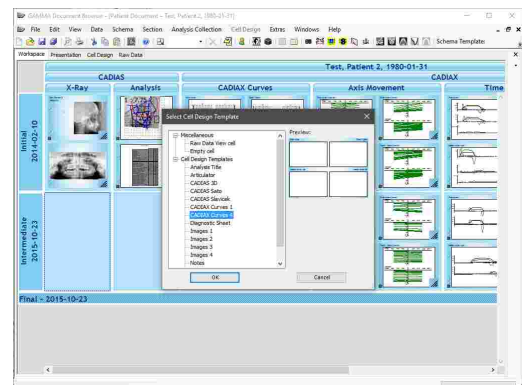 GAMMA Document Browser - [Patient Document - Test, Patient 2, 1980-01-31]
File Edit View Data Schema Section Analysis Collection Cell Design Extras Windows Help
Schema Template:
Workspace Presentation Cell Design Raw Data
Test, Patient 2, 1980-01-31
CADIAS CADIAX
X-Ray Analysis CADIAX Curves Axis Movement Time
Initial
2014-02-10
Select Cell Design Template
Miscellaneous
Raw Data View cell
Empty cell
Cell Design Templates
Analysis Title
Articulator
CADIAS 3D
CADIAS Sato
CADIAS Slavicek
CADIAX Curves 1
CADIAX Curves 4
Diagnostic Sheet
Images 1
Images 2
Images 3
Images 4
Notes
Preview:
OK Cancel
Intermediate
2015-10-23
Final - 2015-10-23